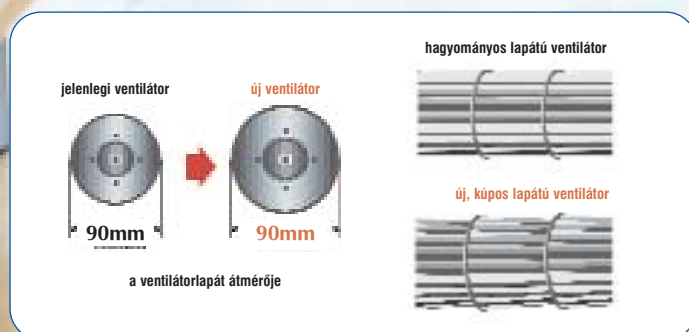 jelenlegi ventilátor
új ventilátor
90mm
90mm
a ventilátorlapát átmérője
hagyományos lapátú ventilátor
új, kúpos lapátú ventilátor